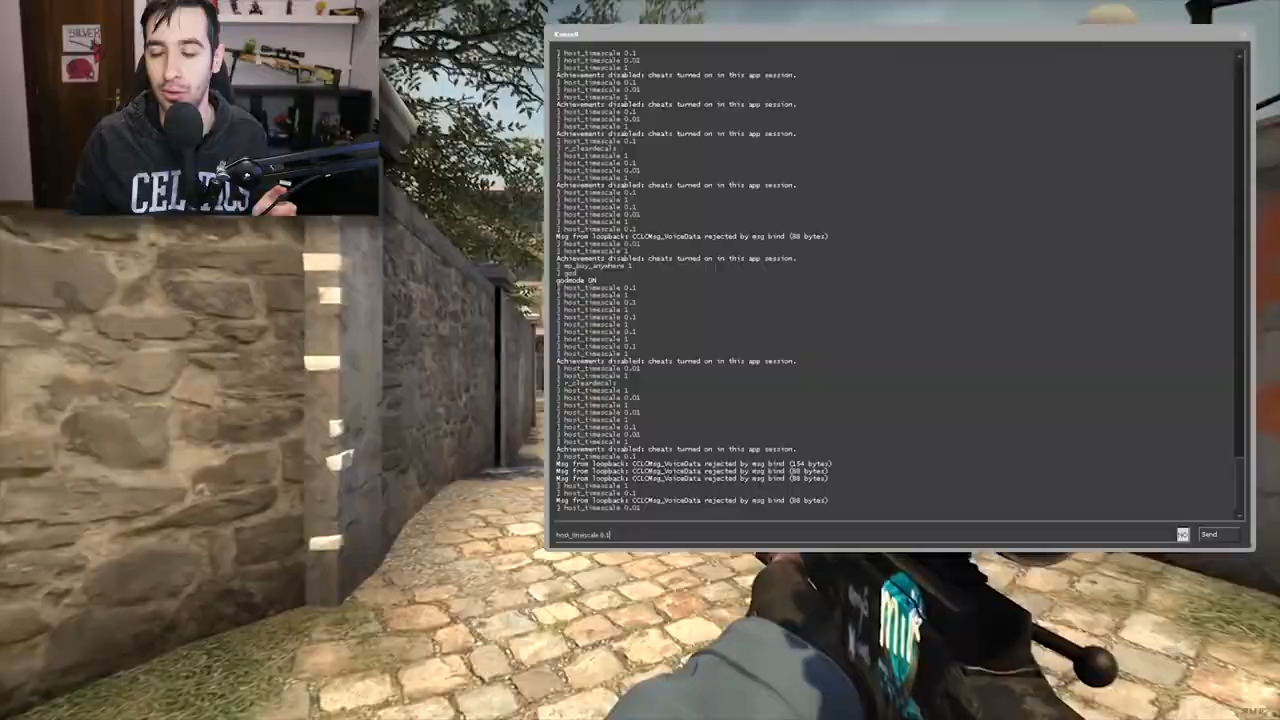 SILVER
CELTICS
] host_timescale 0.1
] host_timescale 0.01
] host_timescale 1
Achievements disabled: cheats turned on in this app session.
] host_timescale 0.1
] host_timescale 0.01
] host_timescale 1
Achievements disabled: cheats turned on in this app session.
] host_timescale 0.1
] host_timescale 0.01
] host_timescale 1
Achievements disabled: cheats turned on in this app session.
] host_timescale 0.1
] r_cleardecals
] host_timescale 1
] host_timescale 0.1
] host_timescale 0.01
] host_timescale 1
Achievements disabled: cheats turned on in this app session.
] host_timescale 0.1
] host_timescale 1
] host_timescale 0.1
] host_timescale 0.01
] host_timescale 1
] host_timescale 0.1
Msg from loopback: CCLCMsg_VoiceData rejected by msg bind (88 bytes)
] host_timescale 0.01
] host_timescale 1
Achievements disabled: cheats turned on in this app session.
] mp_buy_anywhere 1
] god
godmode ON
] host_timescale 0.1
] host_timescale 1
] host_timescale 0.1
] host_timescale 1
] host_timescale 0.1
] host_timescale 1
] host_timescale 0.1
] host_timescale 1
] host_timescale 0.1
] host_timescale 1
Achievements disabled: cheats turned on in this app session.
] host_timescale 0.01
] host_timescale 1
] r_cleardecals
] host_timescale 1
] host_timescale 0.01
] host_timescale 1
] host_timescale 0.01
] host_timescale 1
] host_timescale 0.1
] host_timescale 0.01
] host_timescale 1
Achievements disabled: cheats turned on in this app session.
] host_timescale 0.1
Msg from loopback: CCLCMsg_VoiceData rejected by msg bind (154 bytes)
Msg from loopback: CCLCMsg_VoiceData rejected by msg bind (88 bytes)
Msg from loopback: CCLCMsg_VoiceData rejected by msg bind (88 bytes)
] host_timescale 1
] host_timescale 0.1
Msg from loopback: CCLCMsg_VoiceData rejected by msg bind (88 bytes)
] host_timescale 0.01
host_timescale 0.1
NO
Send